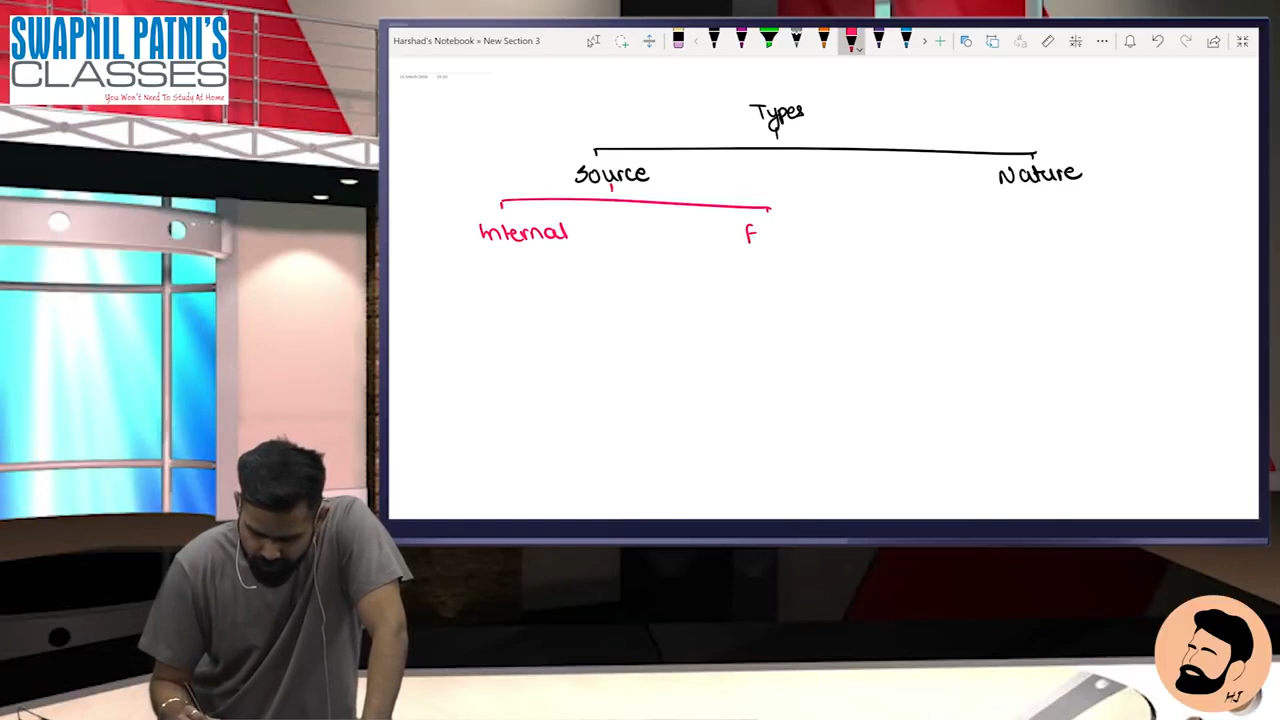 SWAPNIL PATNI'S
CLASSES
You Won't Need To Study At Home
Harshad's Notebook » New Section 3
Types
Source
Nature
Internal
F
HJ